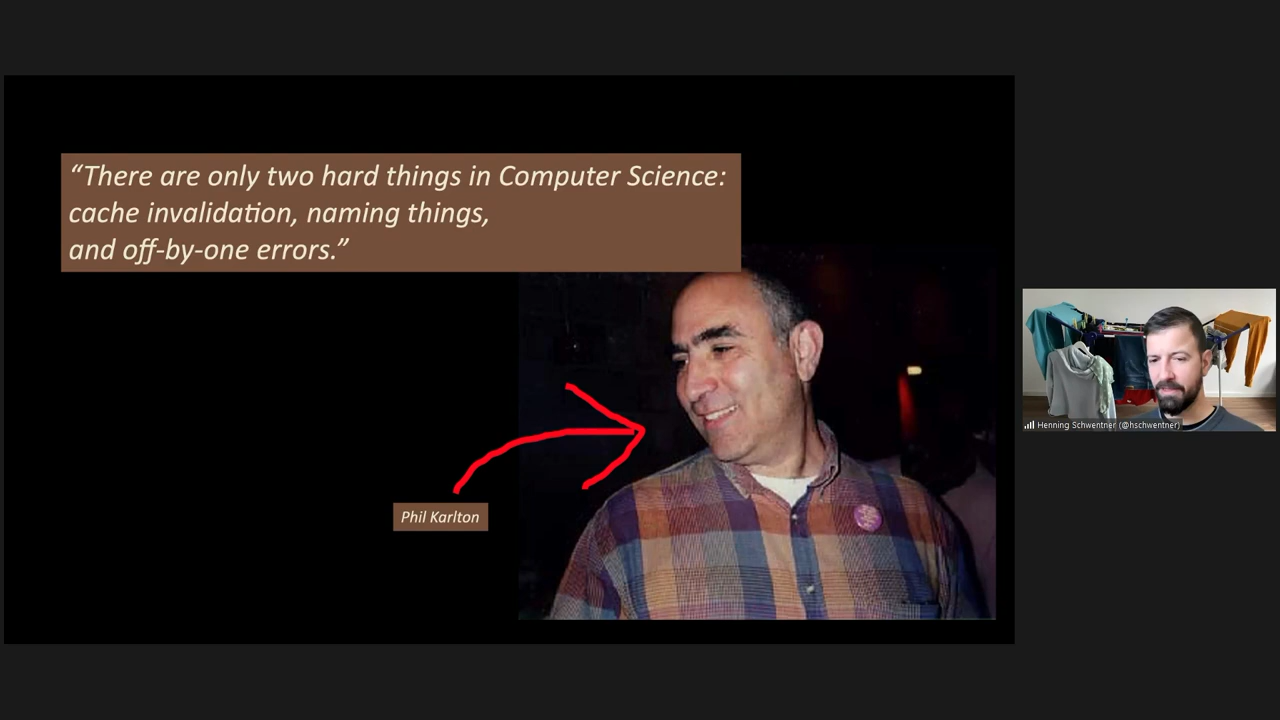 “There are only two hard things in Computer Science:
cache invalidation, naming things,
and off-by-one errors.”
Phil Karlton
Henning Schwentner (@hschwentner)